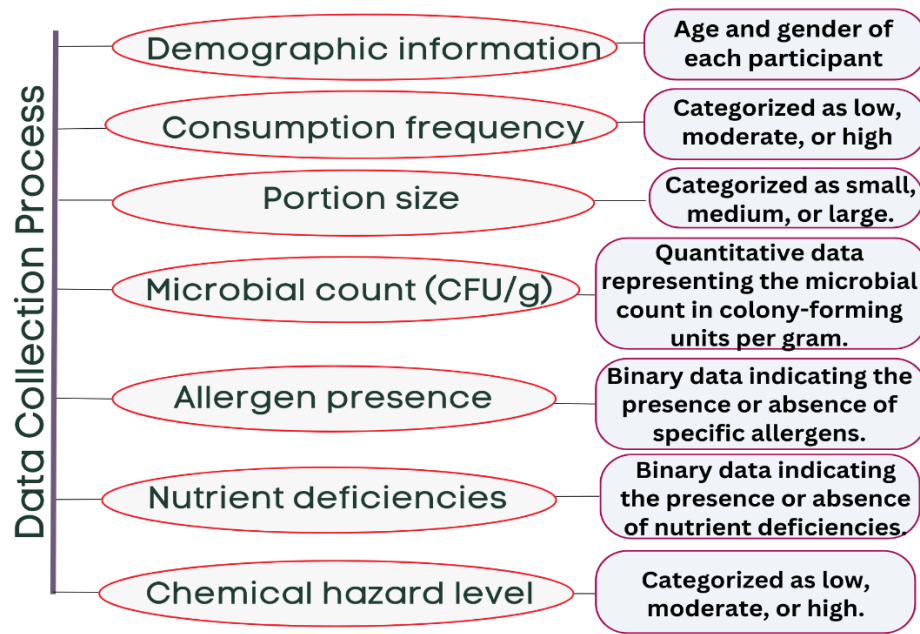 Data Collection Process
Demographic information
Age and gender of
each participant
Consumption frequency
Categorized as low,
moderate, or high
Portion size
Categorized as small,
medium, or large.
Microbial count (CFU/g)
Quantitative data
representing the microbial
count in colony-forming
units per gram.
Allergen presence
Binary data indicating the
presence or absence of
specific allergens.
Nutrient deficiencies
Binary data indicating
the presence or absence
of nutrient deficiencies.
Chemical hazard level
Categorized as low,
moderate, or high.